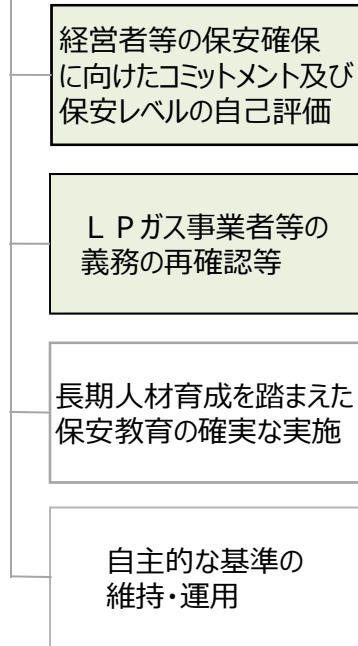 経営者等の保安確保
に向けたコミットメント及び
保安レベルの自己評価
ＬＰガス事業者等の
義務の再確認等
長期人材育成を踏まえた
保安教育の確実な実施
自主的な基準の
維持・運用